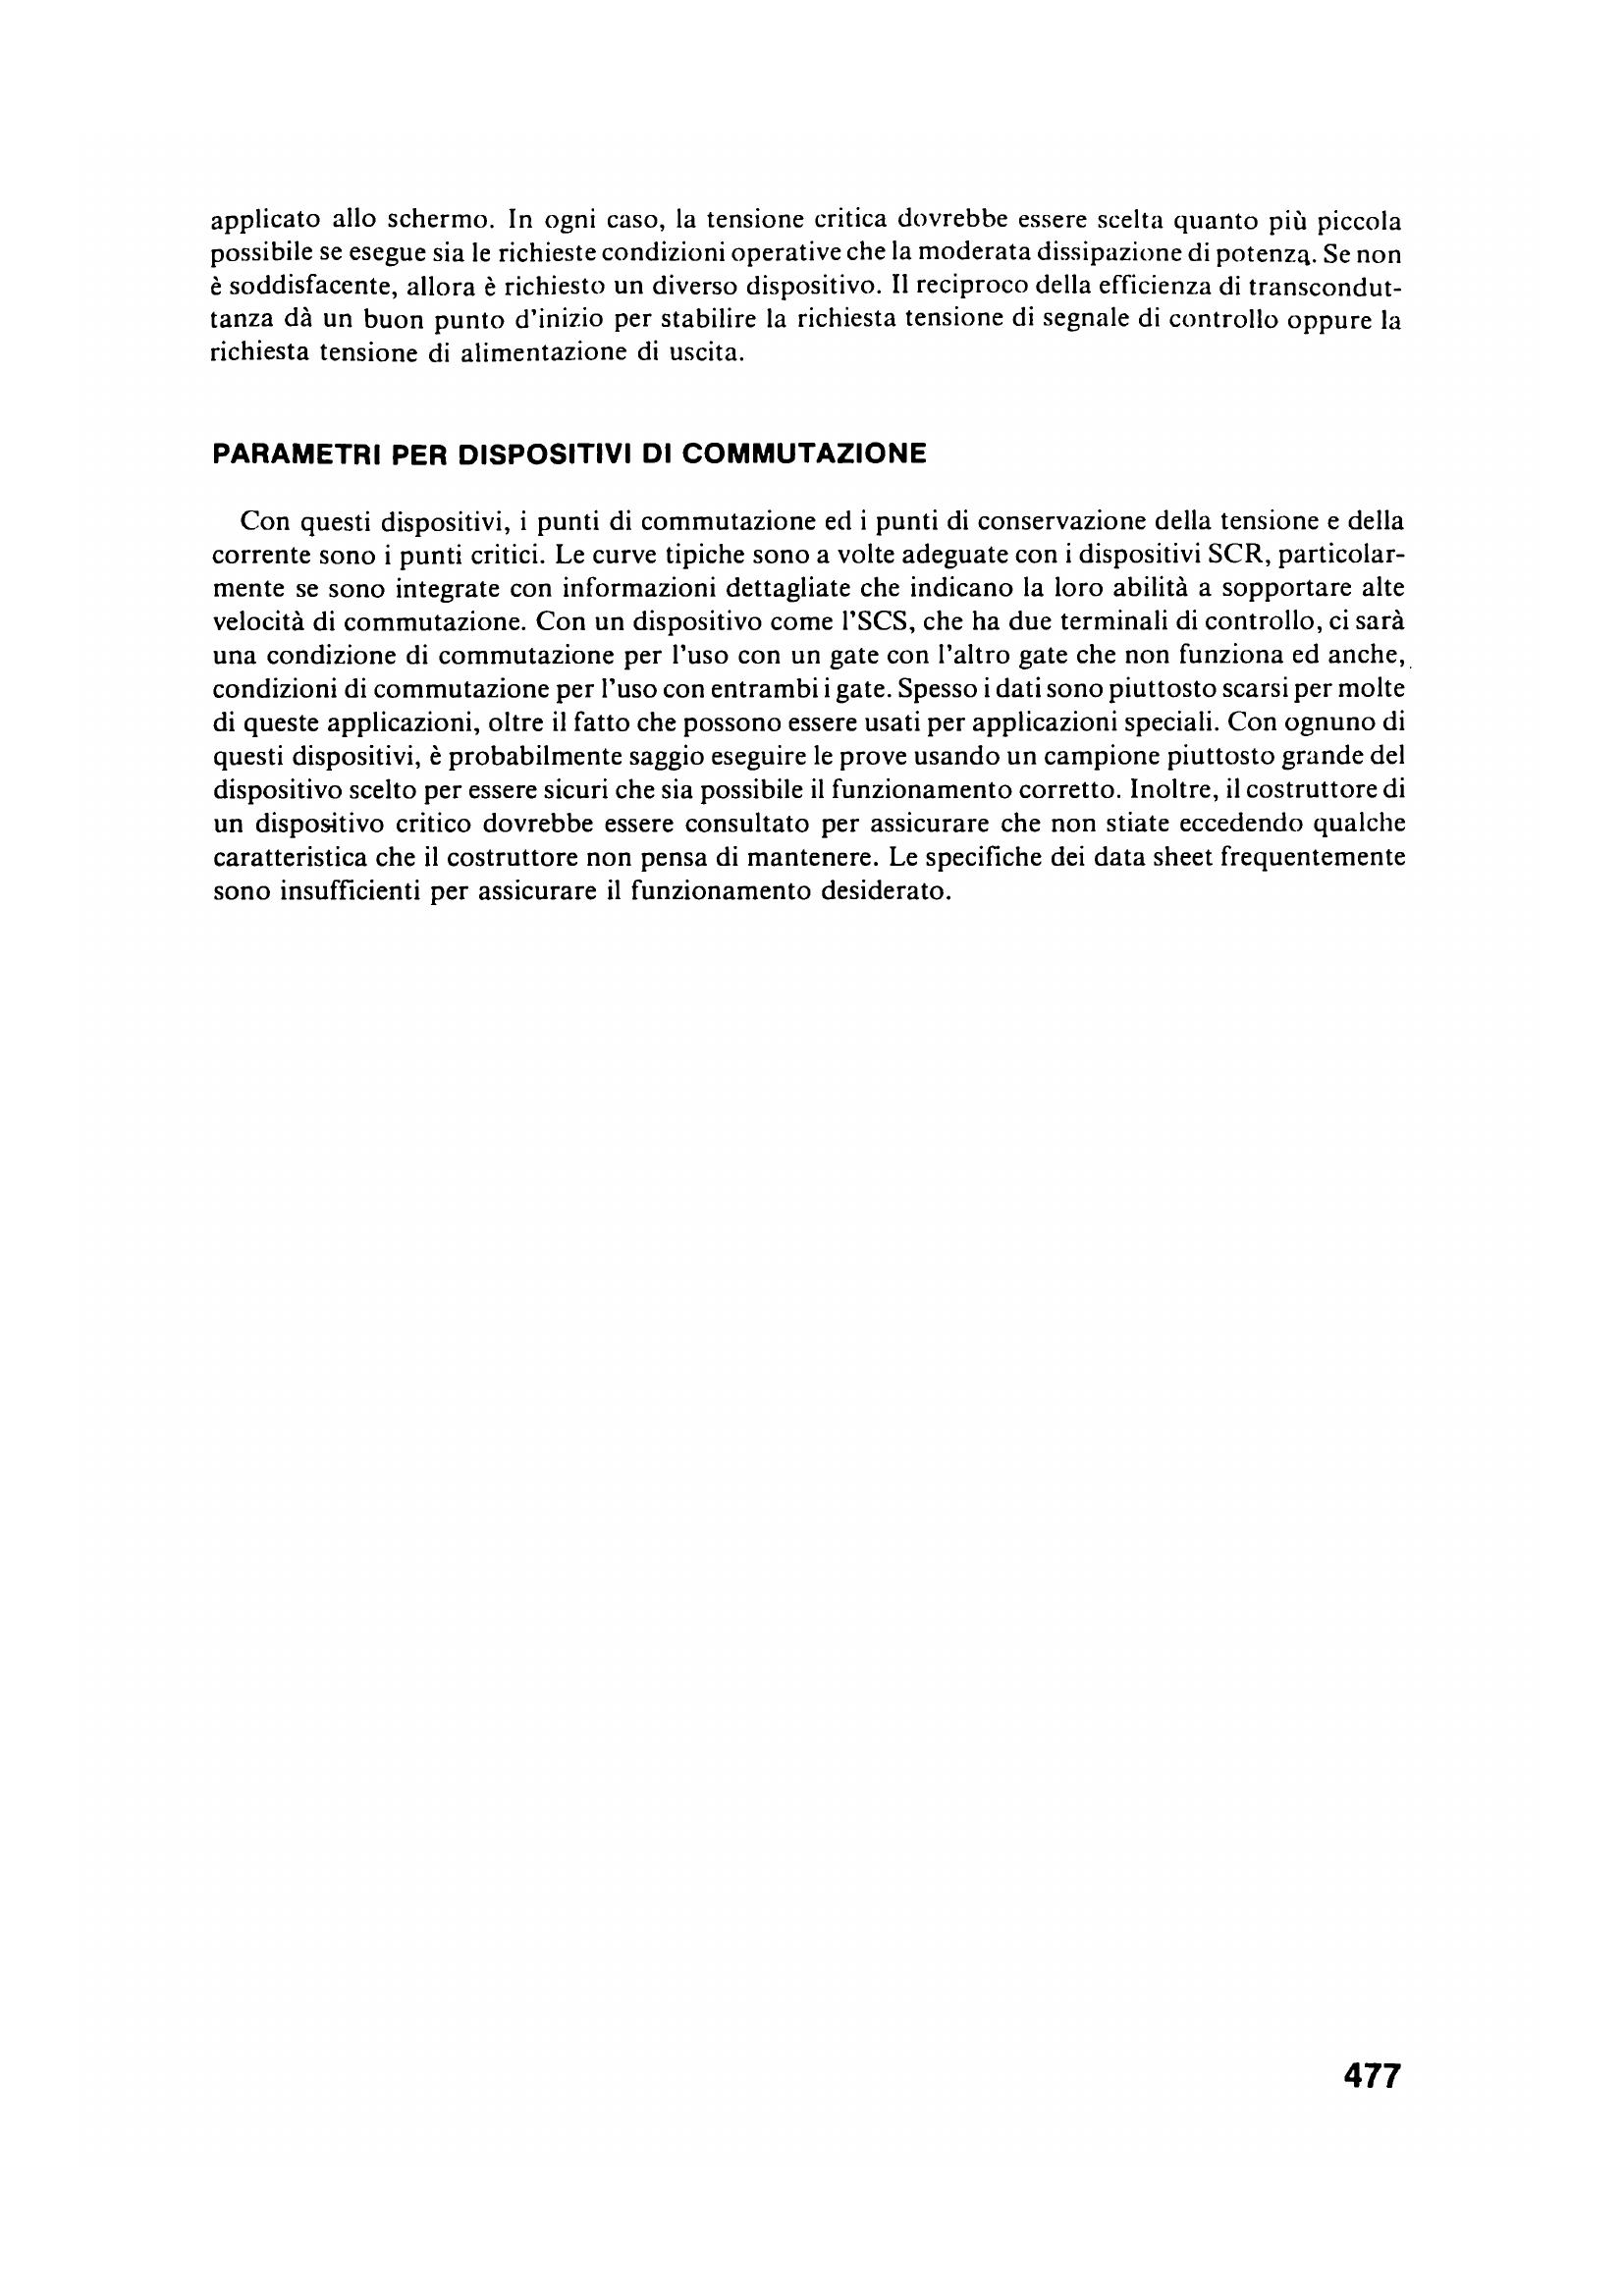 applicato allo schermo. In ogni caso, la tensione critica dovrebbe essere scelta quanto più piccola
possibile se esegue sia le richieste condizioni operative che la moderata dissipazione di potenza. Se non
è soddisfacente, allora è richiesto un diverso dispositivo. Il reciproco della efficienza di transcondut-
tanza dà un buon punto d'inizio per stabilire la richiesta tensione di segnale di controllo oppure la
richiesta tensione di alimentazione di uscita.
PARAMETRI PER DISPOSITIVI DI COMMUTAZIONE
Con questi dispositivi, i punti di commutazione ed i punti di conservazione della tensione e della
corrente sono i punti critici. Le curve tipiche sono a volte adeguate con i dispositivi SCR, particolar-
mente se sono integrate con informazioni dettagliate che indicano la loro abilità a sopportare alte
velocità di commutazione. Con un dispositivo come l'SCS, che ha due terminali di controllo, ci sarà
una condizione di commutazione per l'uso con un gate con l'altro gate che non funziona ed anche,
condizioni di commutazione per l'uso con entrambi i gate. Spesso i dati sono piuttosto scarsi per molte
di queste applicazioni, oltre il fatto che possono essere usati per applicazioni speciali. Con ognuno di
questi dispositivi, è probabilmente saggio eseguire le prove usando un campione piuttosto grande del
dispositivo scelto per essere sicuri che sia possibile il funzionamento corretto. Inoltre, il costruttore di
un dispositivo critico dovrebbe essere consultato per assicurare che non stiate eccedendo qualche
caratteristica che il costruttore non pensa di mantenere. Le specifiche dei data sheet frequentemente
sono insufficienti per assicurare il funzionamento desiderato.
477